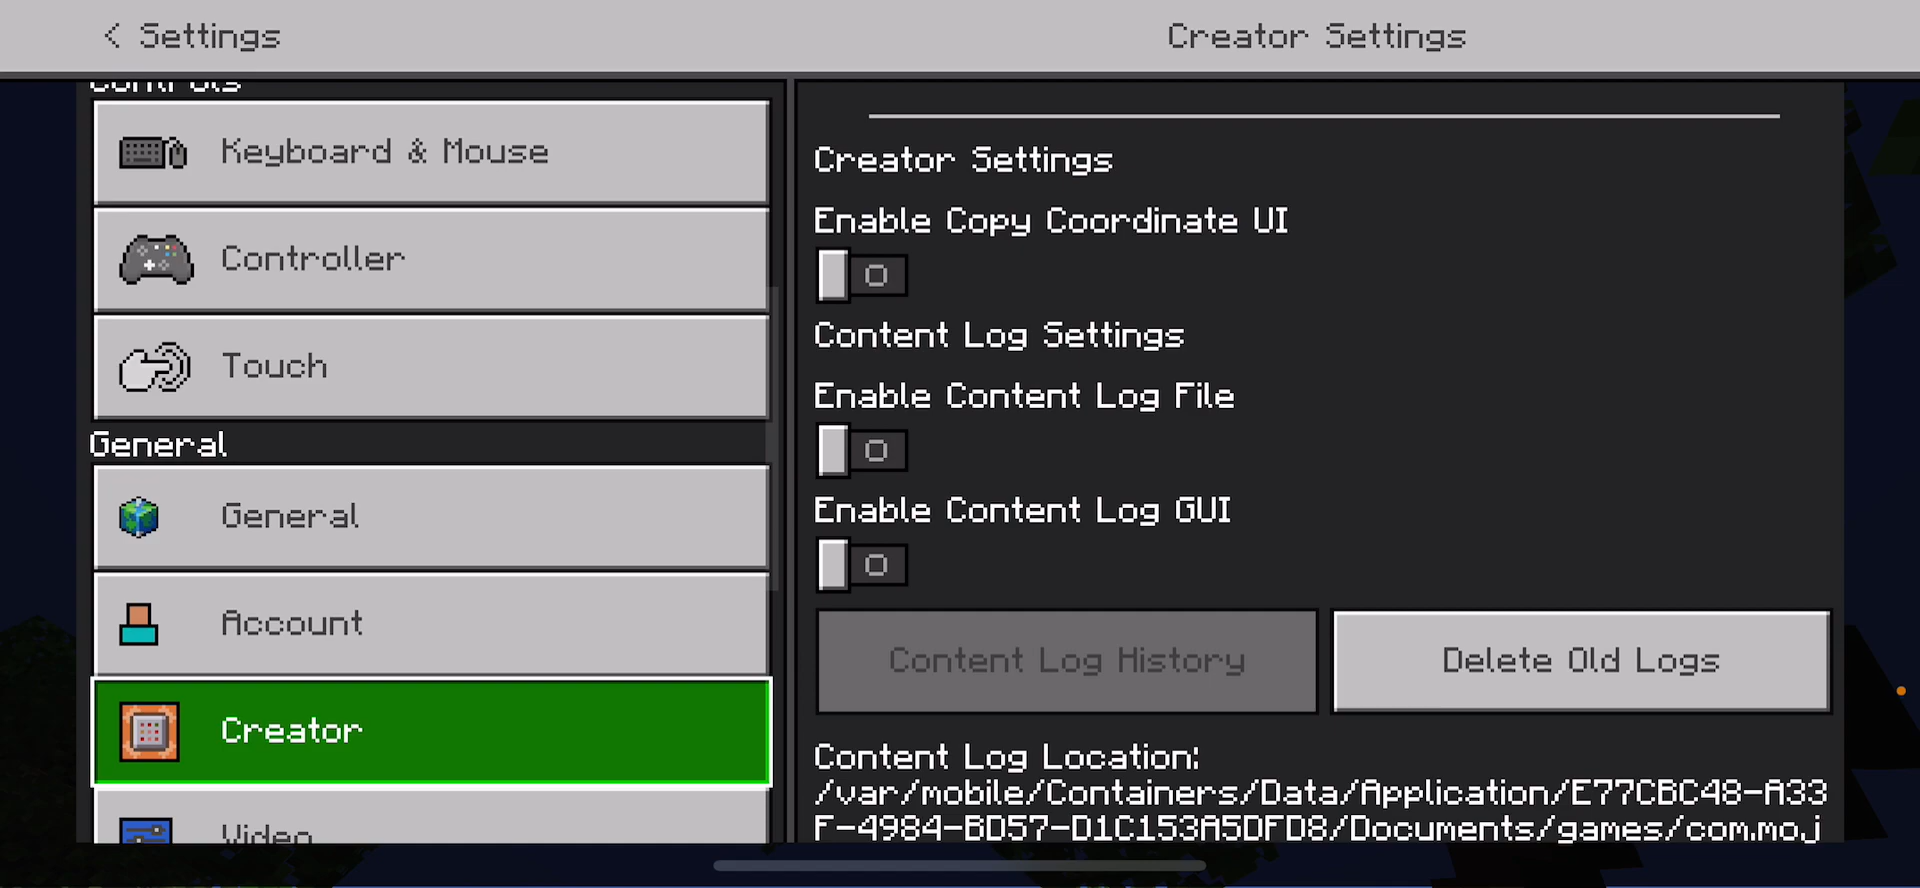 Settings
Creator Settings
Controls
Keyboard & Mouse
Controller
Touch
General
General
Account
Creator
Video
Creator Settings
Enable Copy Coordinate UI
Content Log Settings
Enable Content Log File
Enable Content Log GUI
Content Log History
Delete Old Logs
Content Log Location:
/var/mobile/Containers/Data/Application/E77CBC48-A33
F-4984-BD57-D1C153A5DFD8/Documents/games/com.moj